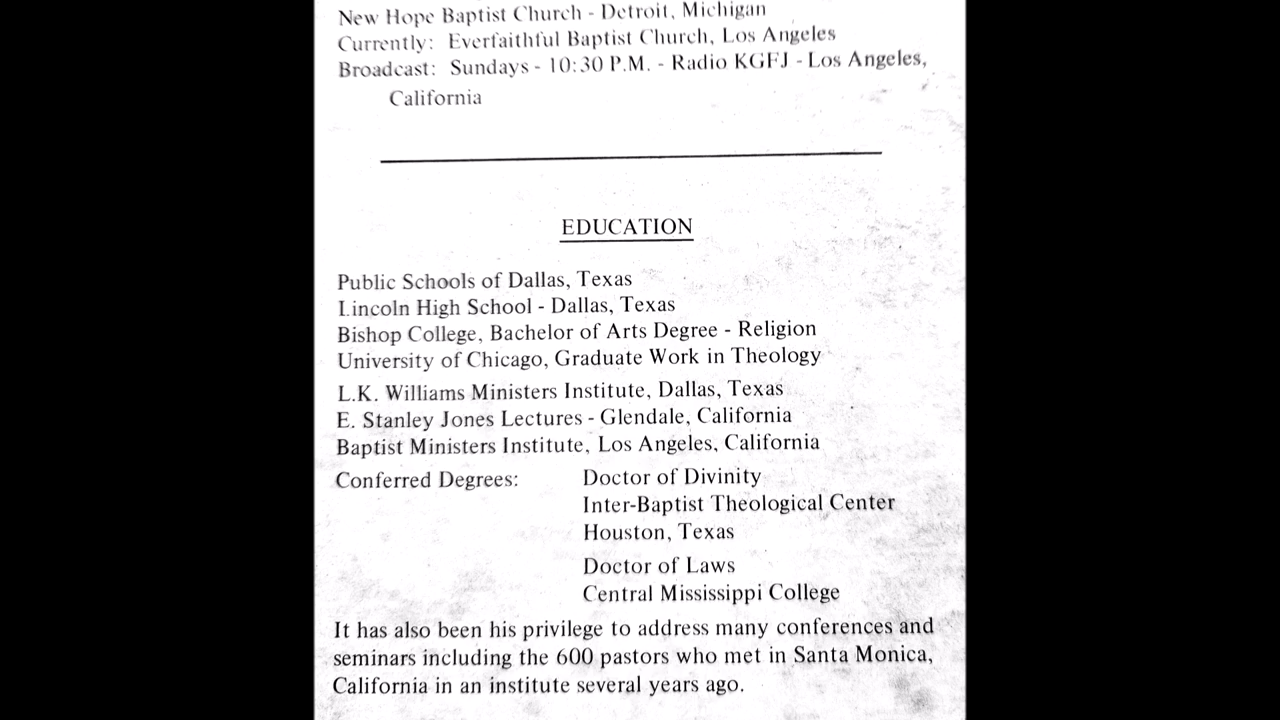 New Hope Baptist Church - Detroit, Michigan
Currently: Everfaithful Baptist Church, Los Angeles
Broadcast: Sundays - 10:30 P.M. - Radio KGFJ - Los Angeles,
California
EDUCATION
Public Schools of Dallas, Texas
Lincoln High School - Dallas, Texas
Bishop College, Bachelor of Arts Degree - Religion
University of Chicago, Graduate Work in Theology
L.K. Williams Ministers Institute, Dallas, Texas
E. Stanley Jones Lectures - Glendale, California
Baptist Ministers Institute, Los Angeles, California
Conferred Degrees: Doctor of Divinity
Inter-Baptist Theological Center
Houston, Texas
Doctor of Laws
Central Mississippi College
It has also been his privilege to address many conferences and
seminars including the 600 pastors who met in Santa Monica,
California in an institute several years ago.